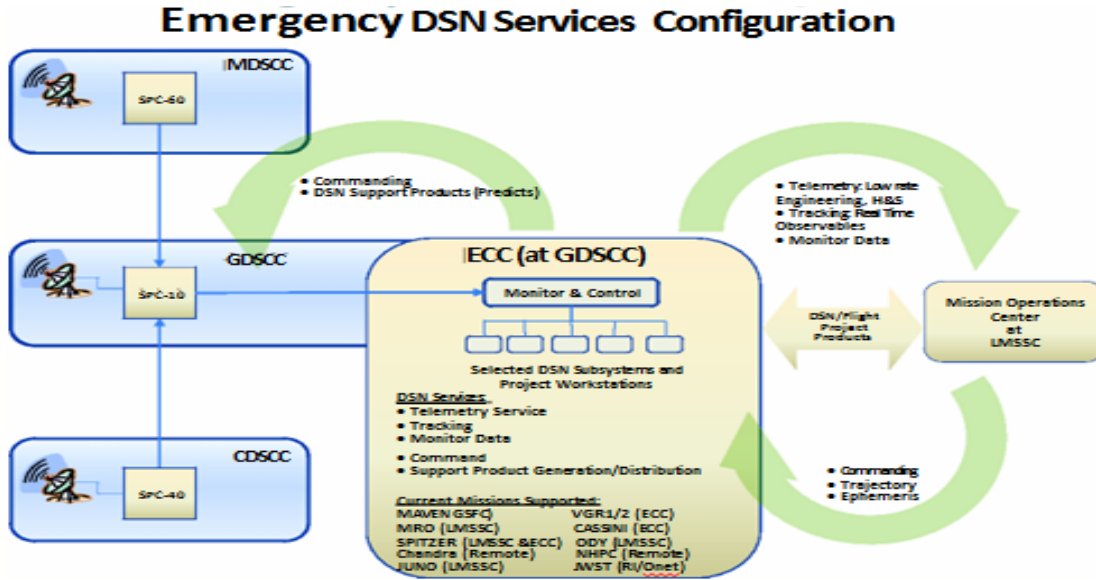 Emergency DSN Services Configuration
MDSCC
SPC-60
• Commanding
• DSN Support Products (Predicts)
• Telemetry: Low rate
Engineering, H&S
• Tracking: Real Time
Observables
• Monitor Data
GDSCC
SPC-10
ECC (at GDSCC)
Monitor & Control
Selected DSN Subsystems and
Project Workstations
DSN/Flight
Project
Products
Mission Operations
Center
at
LMSSC
DSN Services:
• Telemetry Service
• Tracking
• Monitor Data
• Command
• Support Product Generation/Distribution
CDSCC
SPC-40
• Commanding
• Trajectory
• Ephemeris
Current Missions Supported:
MAVEN GSFC) VGR1/2 (ECC)
MRO (LMSSC) CASSINI (ECC)
SPITZER (LMSSC &ECC) ODY (LMSSC)
Chandra (Remote) NHPC (Remote)
JUNO (LMSSC) JWST (RI/Onet)